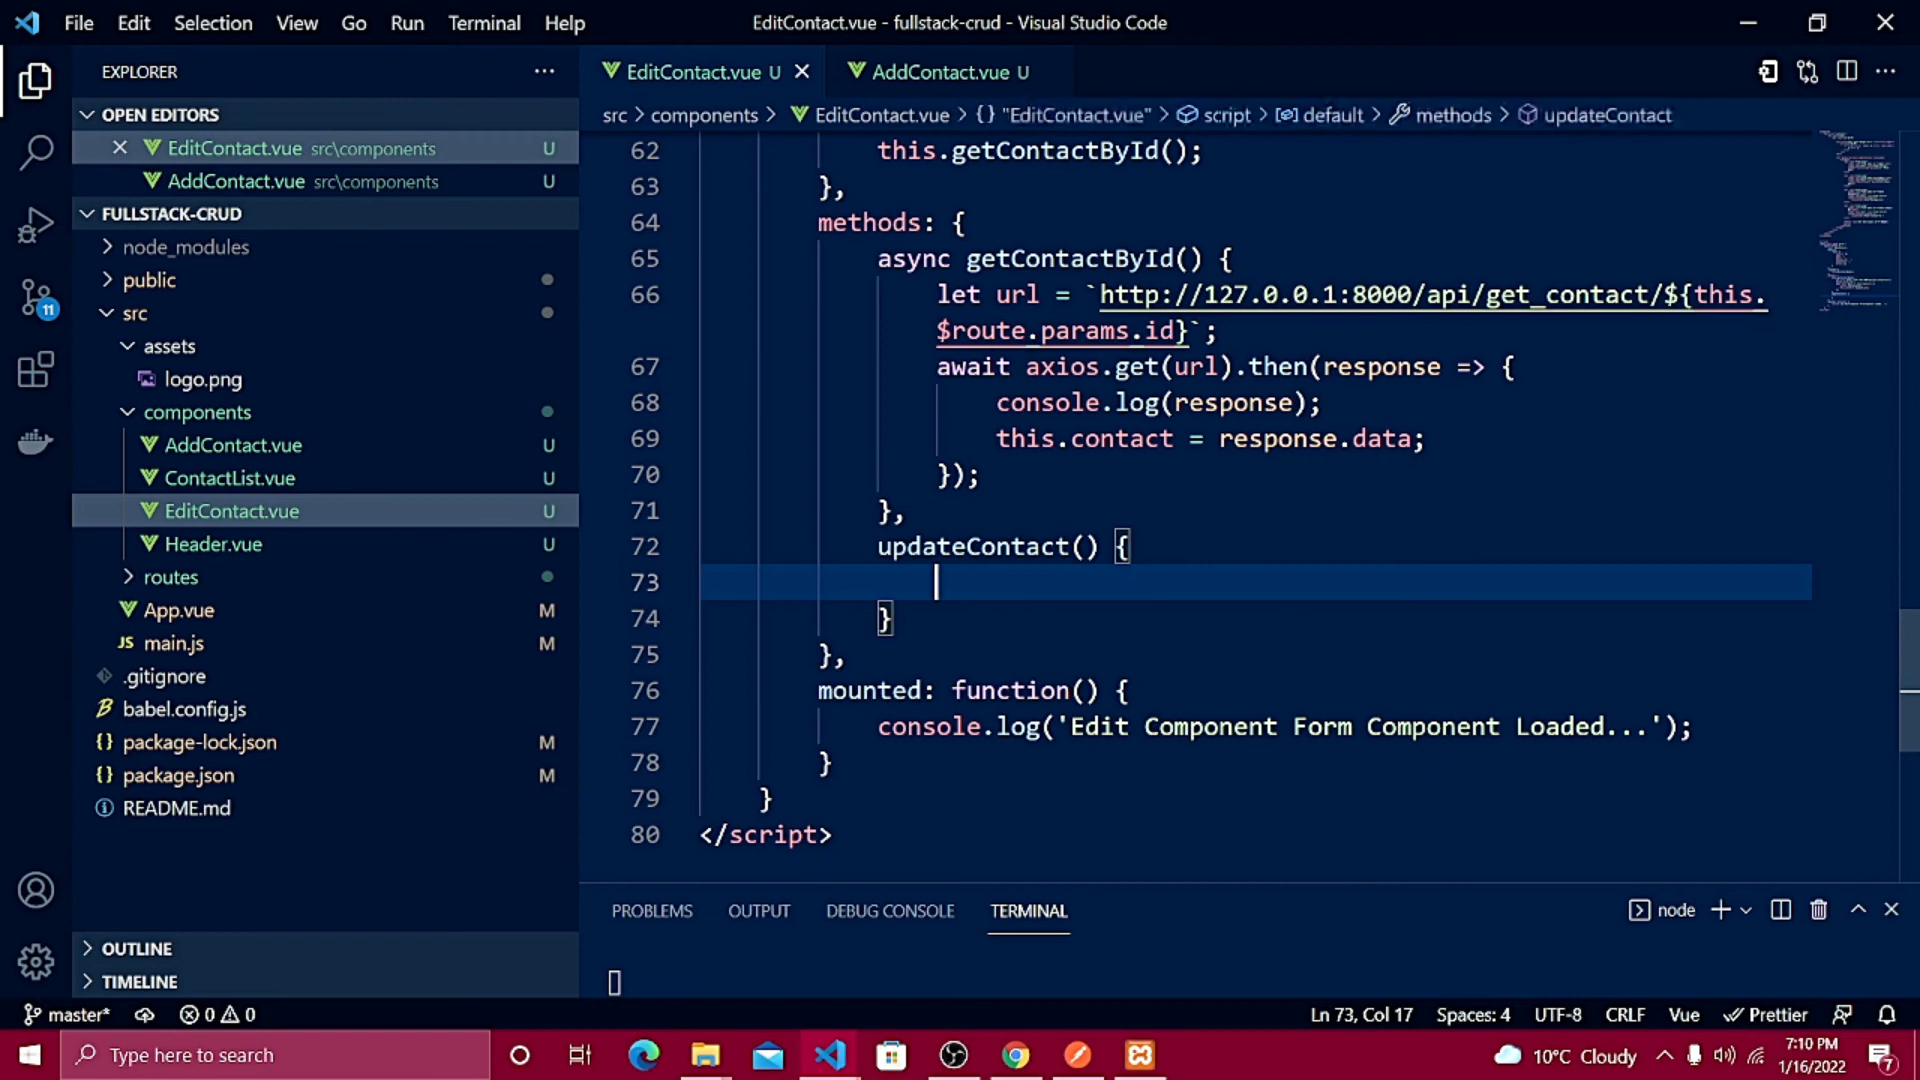 File Edit Selection View Go Run Terminal Help EditContact.vue - fullstack-crud - Visual Studio Code
EXPLORER
OPEN EDITORS
EditContact.vue src\components U
AddContact.vue src\components U
FULLSTACK-CRUD
node_modules
public
src
assets
logo.png
components
AddContact.vue U
ContactList.vue U
EditContact.vue U
Header.vue U
routes
App.vue M
JS main.js M
.gitignore
babel.config.js
{} package-lock.json M
{} package.json M
README.md
OUTLINE
TIMELINE
11
EditContact.vue U AddContact.vue U
src > components > EditContact.vue > {} "EditContact.vue" > script > default > methods > updateContact
62 this.getContactById();
63 },
64 methods: {
65 async getContactById() {
66 let url = `http://127.0.0.1:8000/api/get_contact/${this.
$route.params.id}`;
67 await axios.get(url).then(response => {
68 console.log(response);
69 this.contact = response.data;
70 });
71 },
72 updateContact() {
73
74 }
75 },
76 mounted: function() {
77 console.log('Edit Component Form Component Loaded...');
78 }
79 }
80 </script>
PROBLEMS OUTPUT DEBUG CONSOLE TERMINAL node
master* 0 0 Ln 73, Col 17 Spaces: 4 UTF-8 CRLF Vue Prettier
Type here to search 10°C Cloudy 7:10 PM
1/16/2022 7